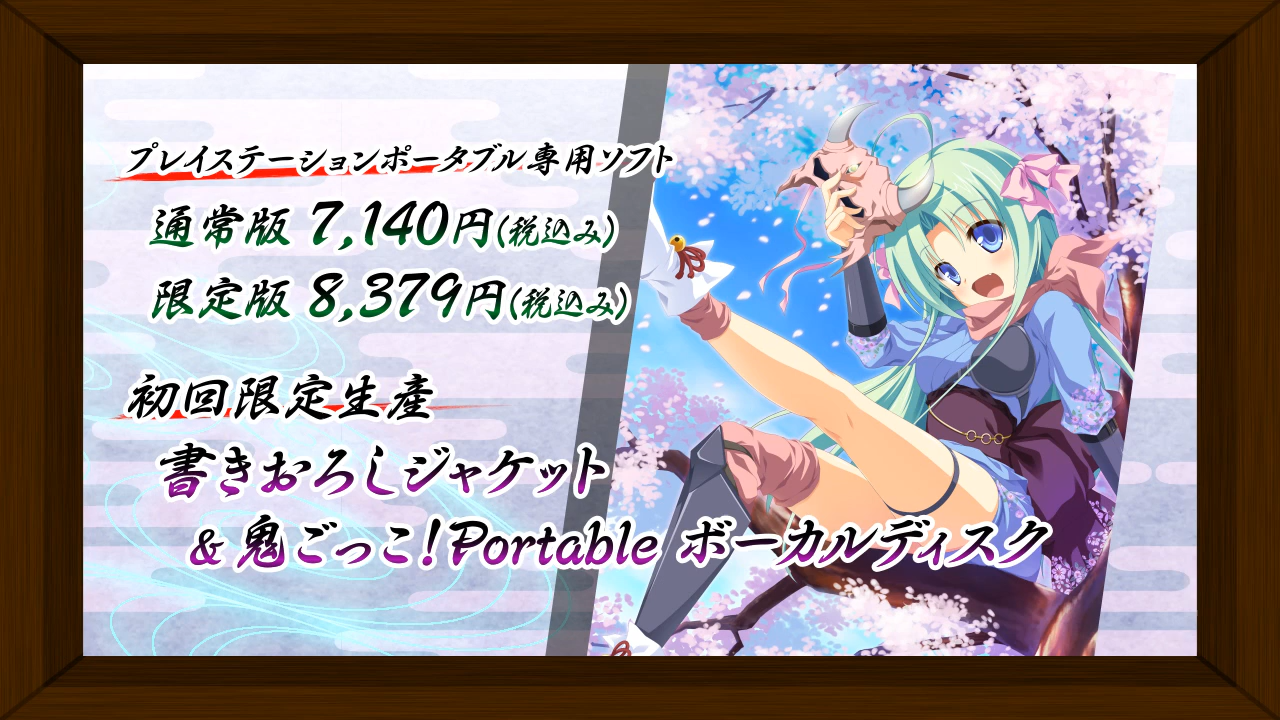 プレイステーションポータブル専用ソフト
通常版 7,140円(税込み)
限定版 8,379円(税込み)
初回限定生産
書きおろしジャケット
&鬼ごっこ!Portable ボーカルディスク